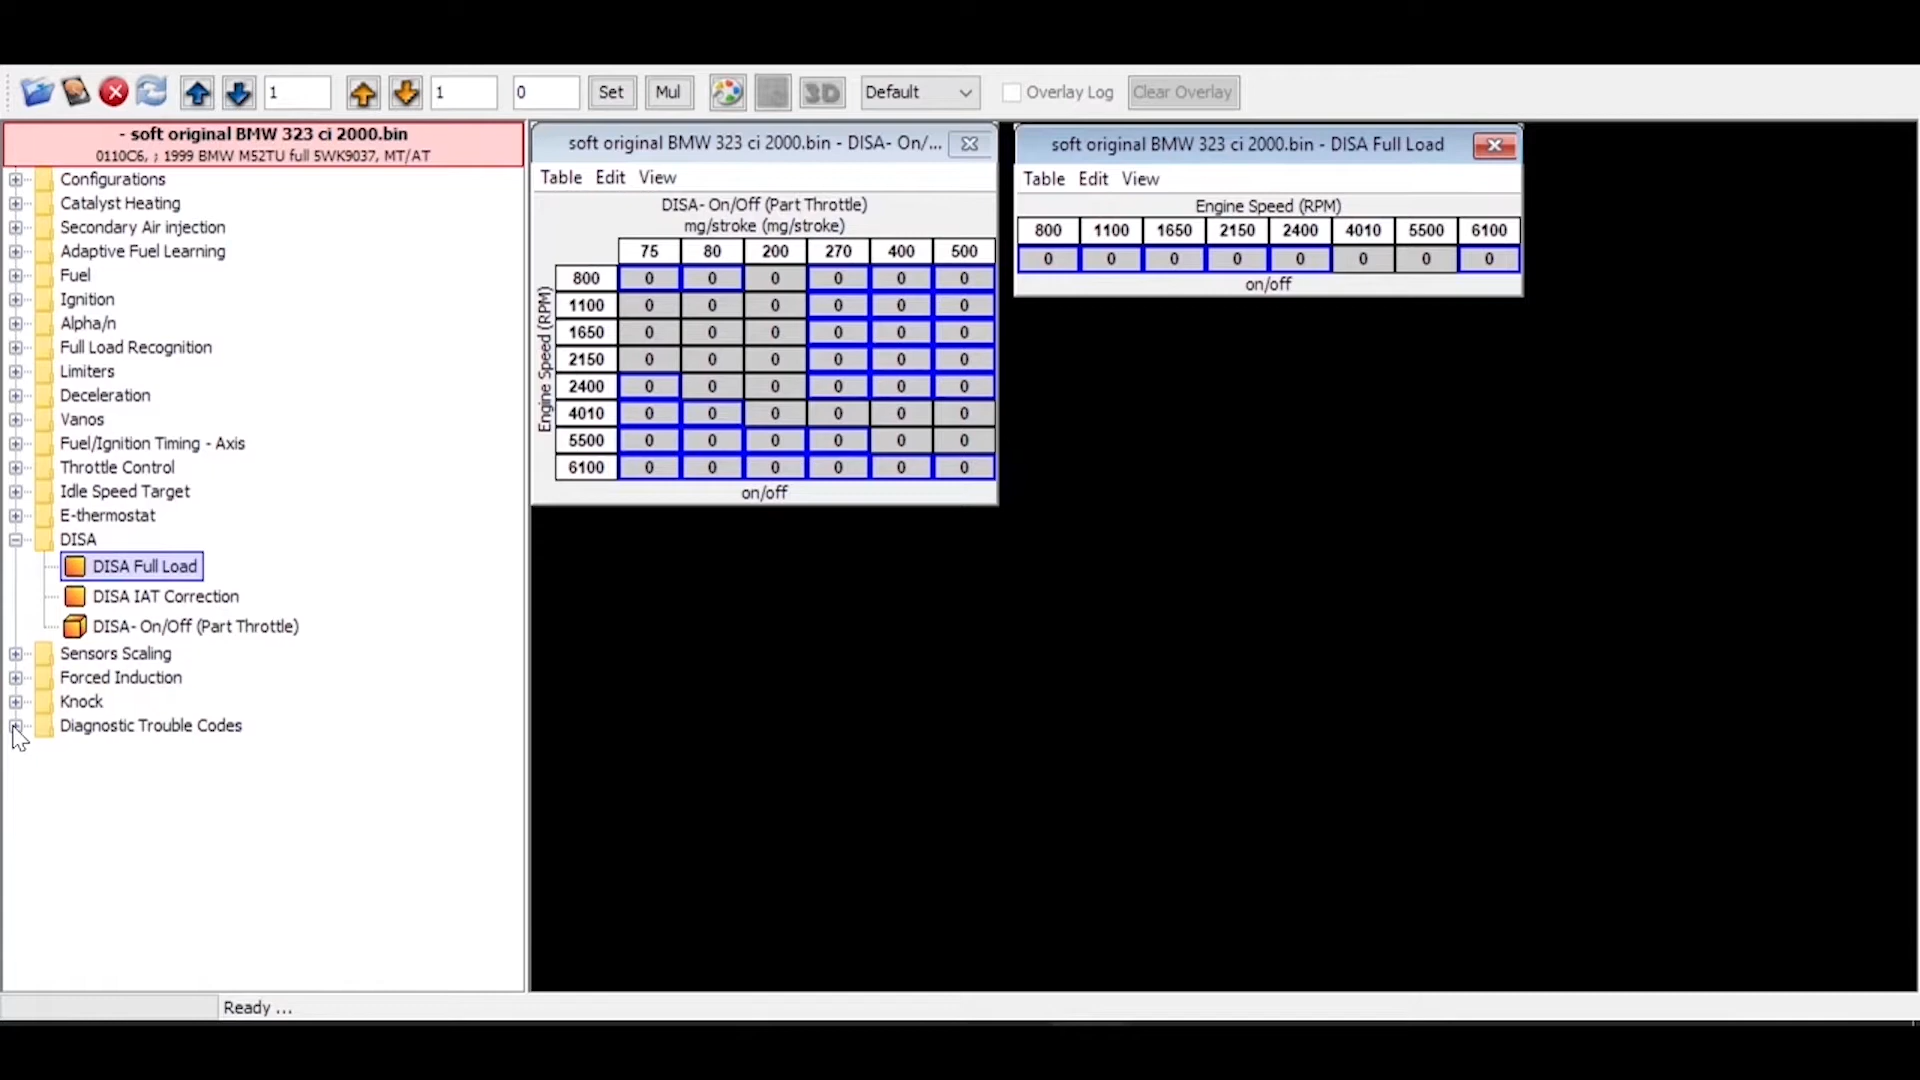 1 1 0 Set Mul 3D Default Overlay Log Clear Overlay
- soft original BMW 323 ci 2000.bin
0110C6, ; 1999 BMW M52TU full 5WK9037, MT/AT
Configurations
Catalyst Heating
Secondary Air injection
Adaptive Fuel Learning
Fuel
Ignition
Alpha/n
Full Load Recognition
Limiters
Deceleration
Vanos
Fuel/Ignition Timing - Axis
Throttle Control
Idle Speed Target
E-thermostat
DISA
DISA Full Load
DISA IAT Correction
DISA- On/Off (Part Throttle)
Sensors Scaling
Forced Induction
Knock
Diagnostic Trouble Codes
soft original BMW 323 ci 2000.bin - DISA- On/...
Table Edit View
DISA- On/Off (Part Throttle)
mg/stroke (mg/stroke)
75 80 200 270 400 500
Engine Speed (RPM)
800 0 0 0 0 0 0
1100 0 0 0 0 0 0
1650 0 0 0 0 0 0
2150 0 0 0 0 0 0
2400 0 0 0 0 0 0
4010 0 0 0 0 0 0
5500 0 0 0 0 0 0
6100 0 0 0 0 0 0
on/off
soft original BMW 323 ci 2000.bin - DISA Full Load
Table Edit View
Engine Speed (RPM)
800 1100 1650 2150 2400 4010 5500 6100
0 0 0 0 0 0 0 0
on/off
Ready ...